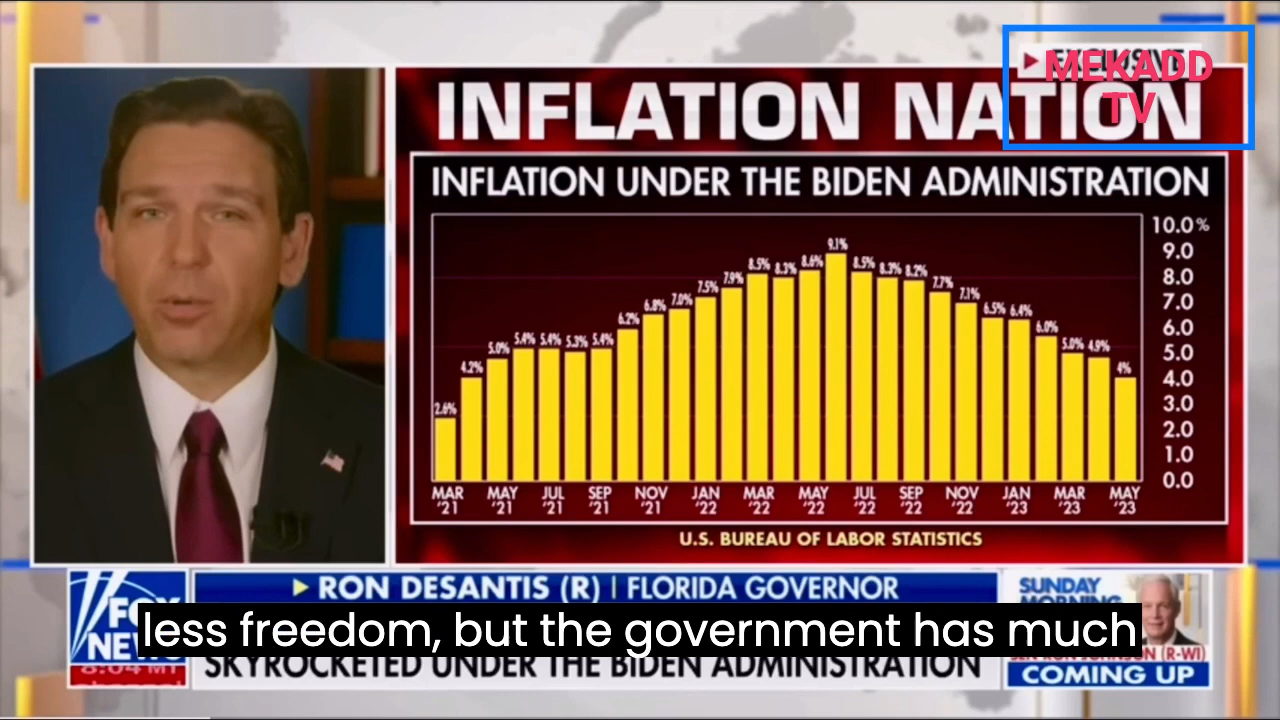 EXCLUSIVE
MEKADD
TV
INFLATION NATION
INFLATION UNDER THE BIDEN ADMINISTRATION
10.0%
9.0
8.0
7.0
6.0
5.0
4.0
3.0
2.0
1.0
0.0
2.6% 4.2% 5.0% 5.4% 5.4% 5.3% 5.4% 6.2% 6.8% 7.0% 7.5% 7.9% 8.5% 8.3% 8.6% 9.1% 8.5% 8.3% 8.2% 7.7% 7.1% 6.5% 6.4% 6.0% 5.0% 4.9% 4%
MAR MAY JUL SEP NOV JAN MAR MAY JUL SEP NOV JAN MAR MAY
'21 '21 '21 '21 '21 '22 '22 '22 '22 '22 '22 '23 '23 '23
U.S. BUREAU OF LABOR STATISTICS
RON DESANTIS (R) | FLORIDA GOVERNOR
SUNDAY
MORNING
FOX
NEWS
less freedom, but the government has much
SKYROCKETED UNDER THE BIDEN ADMINISTRATION
SEN RON JOHNSON (R-WI)
COMING UP